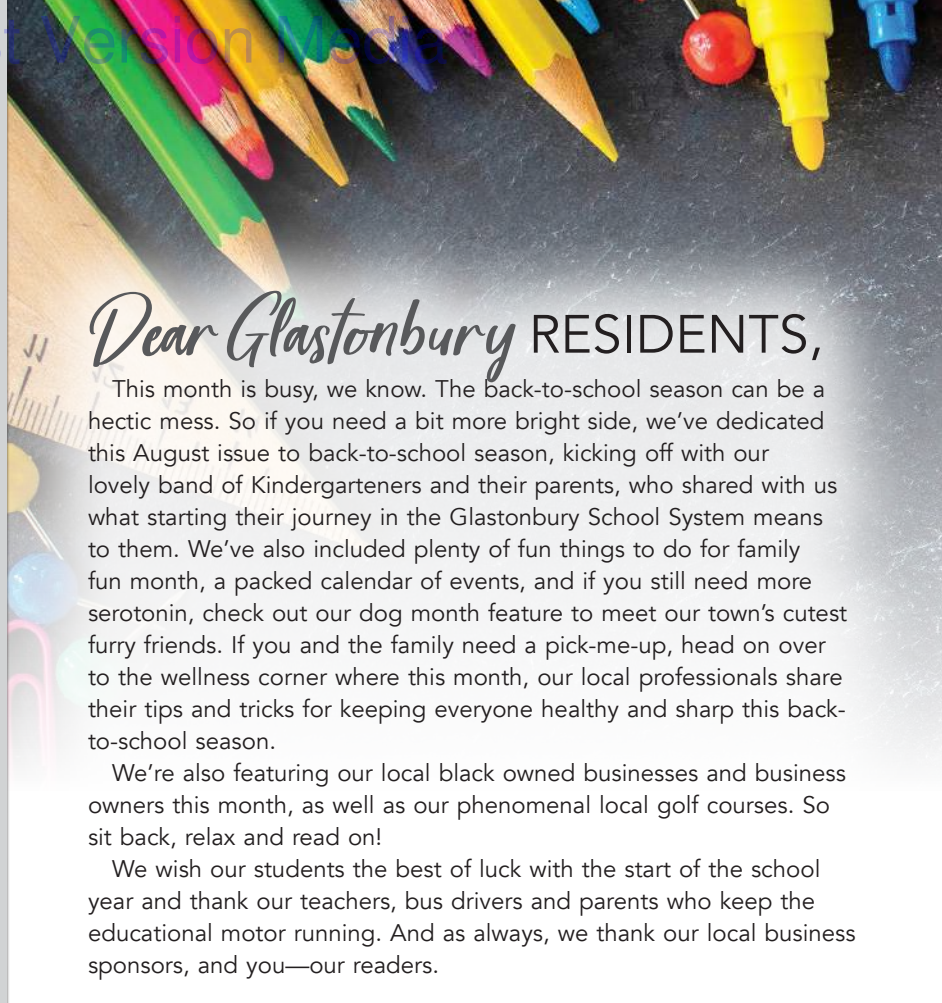 t Version Media
Dear Glastonbury RESIDENTS,
This month is busy, we know. The back-to-school season can be a
hectic mess. So if you need a bit more bright side, we’ve dedicated
this August issue to back-to-school season, kicking off with our
lovely band of Kindergarteners and their parents, who shared with us
what starting their journey in the Glastonbury School System means
to them. We’ve also included plenty of fun things to do for family
fun month, a packed calendar of events, and if you still need more
serotonin, check out our dog month feature to meet our town’s cutest
furry friends. If you and the family need a pick-me-up, head on over
to the wellness corner where this month, our local professionals share
their tips and tricks for keeping everyone healthy and sharp this back-
to-school season.
We’re also featuring our local black owned businesses and business
owners this month, as well as our phenomenal local golf courses. So
sit back, relax and read on!
We wish our students the best of luck with the start of the school
year and thank our teachers, bus drivers and parents who keep the
educational motor running. And as always, we thank our local business
sponsors, and you—our readers.